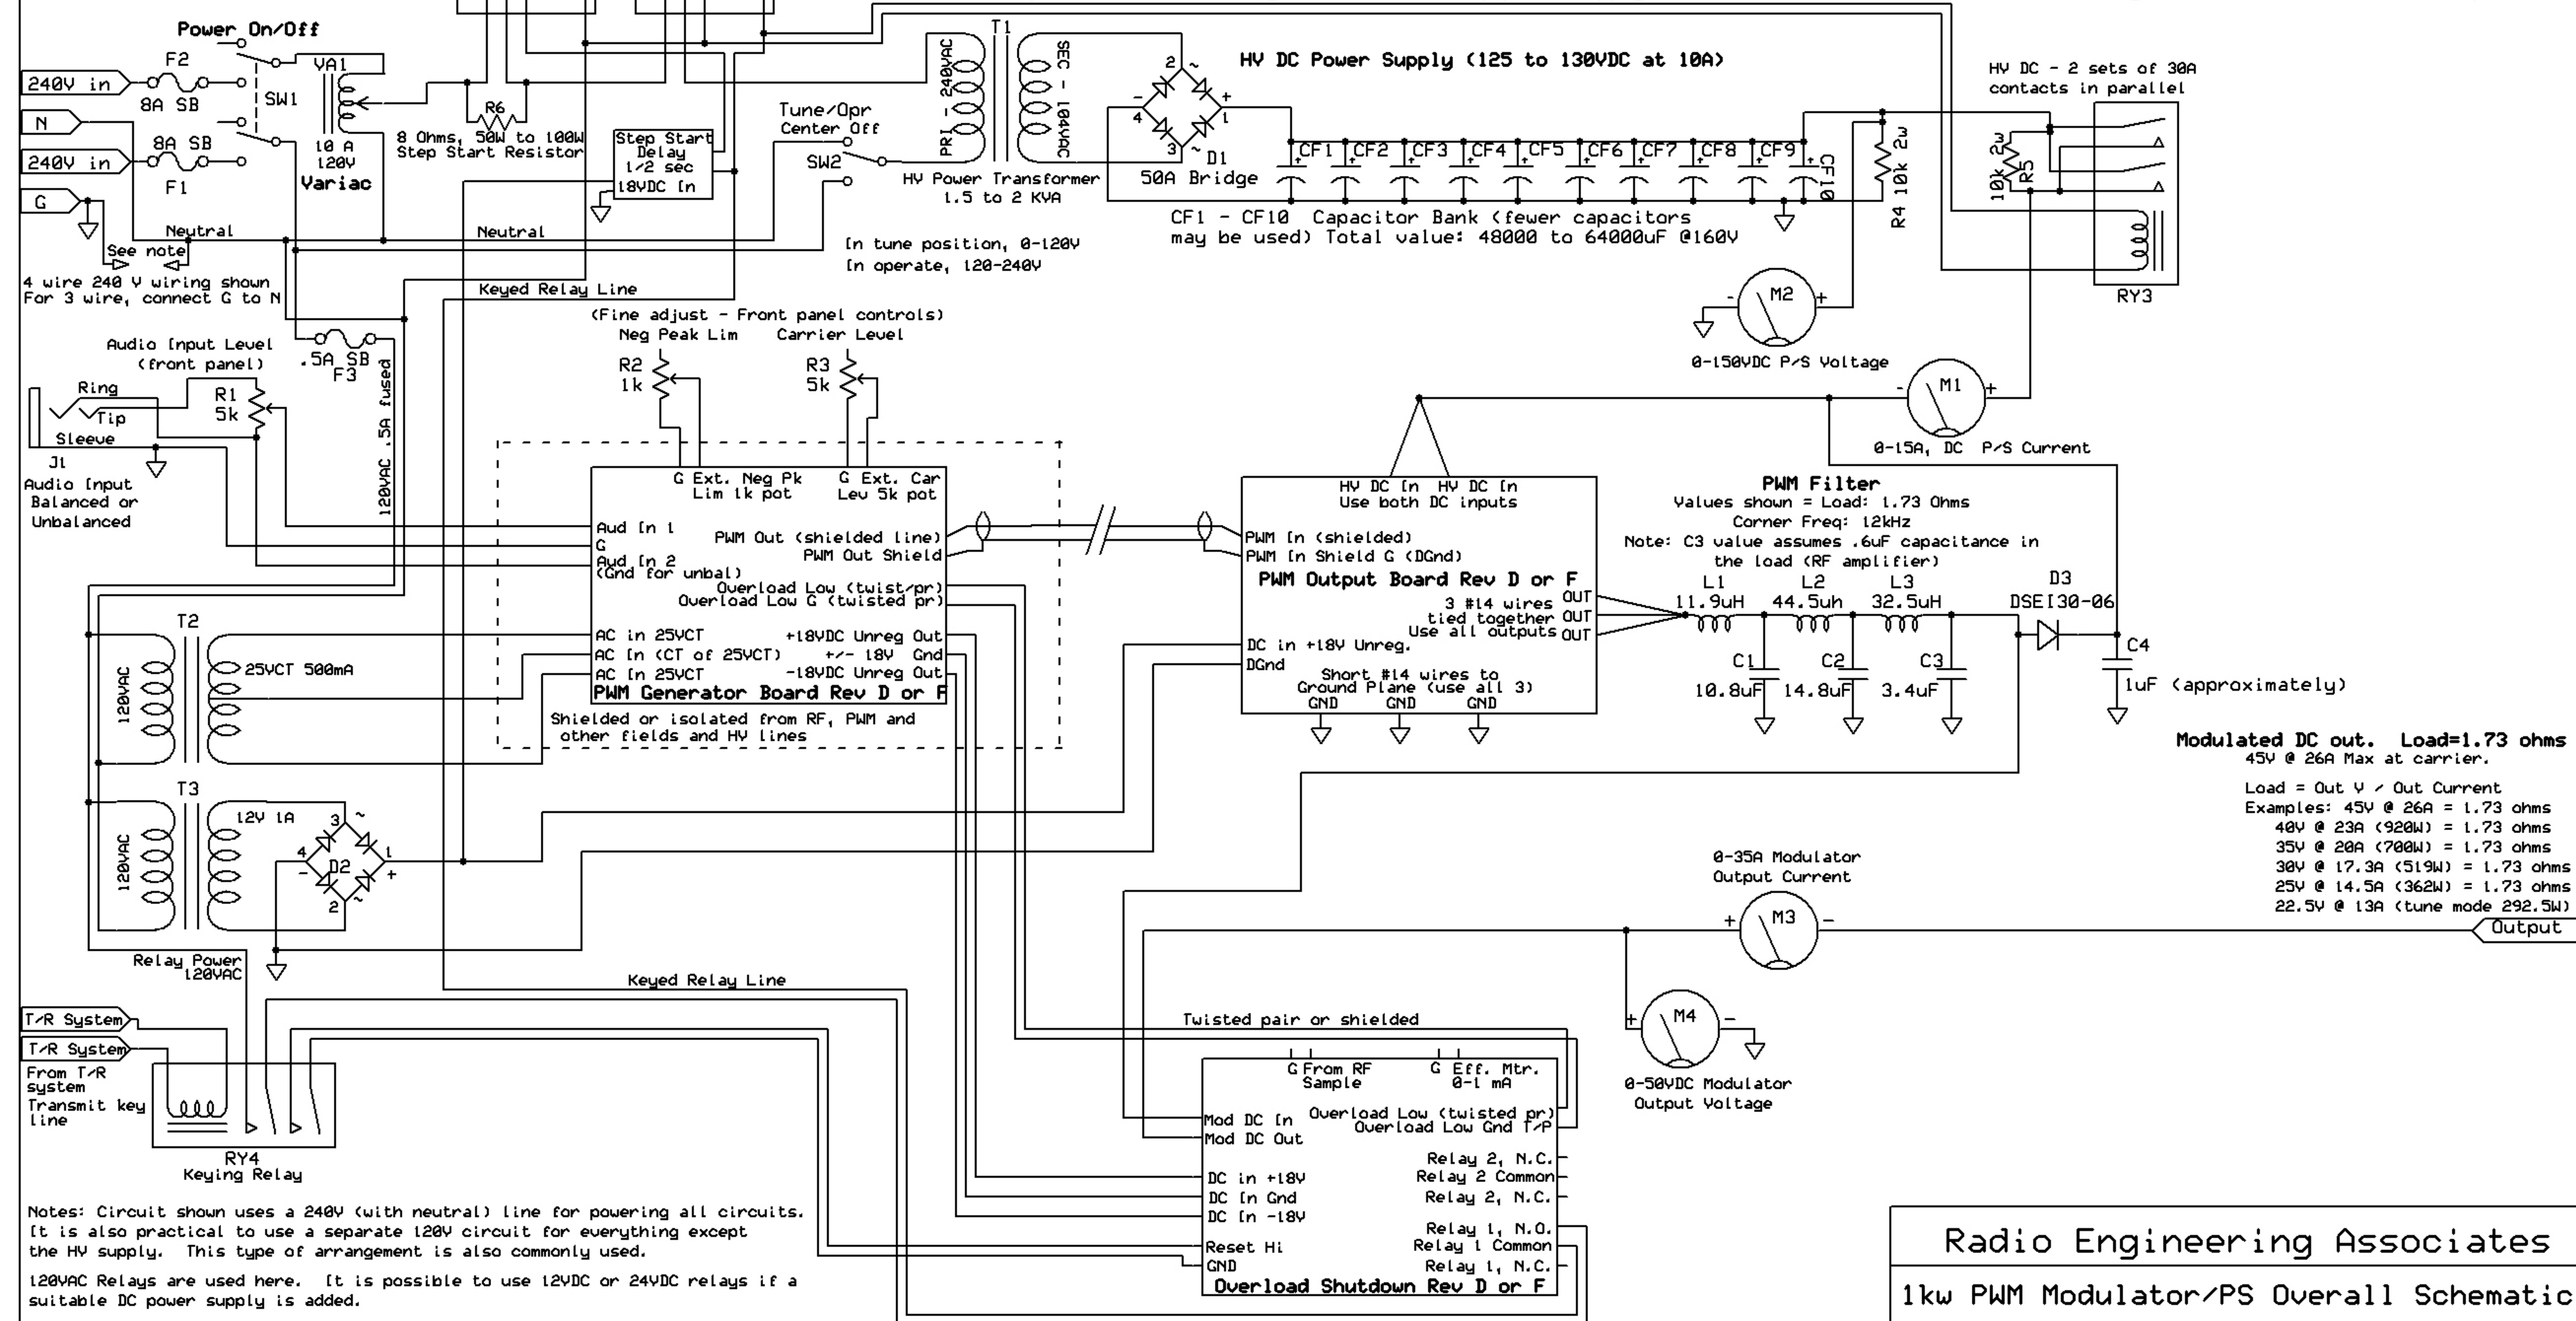 Power On/Off
F2
240V in
8A SB
N
8A SB
240V in
F1
G
SW1
VA1
10 A
120V
Variac
R6
8 Ohms, 50W to 100W
Step Start Resistor
Step Start
Delay
1/2 sec
18VDC In
Neutral
Neutral
See note
4 wire 240 V wiring shown
For 3 wire, connect G to N
Tune/Opr
Center Off
SW2
T1
PRI - 240VAC
SEC - 104VAC
HV Power Transformer
1.5 to 2 KVA
In tune position, 0-120V
In operate, 120-240V
HV DC Power Supply (125 to 130VDC at 10A)
2
~
-
+
4
1
3
~
D1
50A Bridge
CF1
CF2
CF3
CF4
CF5
CF6
CF7
CF8
CF9
CF10
+
+
+
+
+
+
+
+
+
+
CF1 - CF10 Capacitor Bank (fewer capacitors
may be used) Total value: 48000 to 64000uF @160V
R4 10k 2w
HV DC - 2 sets of 30A
contacts in parallel
10k 2w
R5
RY3
-
M2
+
0-150VDC P/S Voltage
-
M1
+
0-15A, DC P/S Current
Keyed Relay Line
(Fine adjust - Front panel controls)
Neg Peak Lim
Carrier Level
R2
1k
R3
5k
Audio Input Level
(front panel)
.5A SB
F3
120VAC .5A fused
Ring
Tip
Sleeve
R1
5k
J1
Audio Input
Balanced or
Unbalanced
G Ext. Neg Pk
Lim 1k pot
G Ext. Car
Lev 5k pot
Aud In 1
G
Aud In 2
(Gnd for unbal)
PWM Out (shielded line)
PWM Out Shield
Overload Low (twist/pr)
Overload Low G (twisted pr)
AC in 25VCT
+18VDC Unreg Out
AC In (CT of 25VCT)
+/- 18V Gnd
AC In 25VCT
-18VDC Unreg Out
PWM Generator Board Rev D or F
Shielded or isolated from RF, PWM and
other fields and HV lines
HV DC In
HV DC In
Use both DC inputs
PWM In (shielded)
PWM In Shield G (DGnd)
PWM Output Board Rev D or F
3 #14 wires
tied together
Use all outputs
OUT
OUT
OUT
DC in +18V Unreg.
DGnd
Short #14 wires to
Ground Plane (use all 3)
GND
GND
GND
PWM Filter
Values shown = Load: 1.73 Ohms
Corner Freq: 12kHz
Note: C3 value assumes .6uF capacitance in
the load (RF amplifier)
L1
11.9uH
L2
44.5uh
L3
32.5uH
D3
DSEI30-06
C1
10.8uF
C2
14.8uF
C3
3.4uF
C4
1uF (approximately)
T2
120VAC
25VCT 500mA
T3
120VAC
12V 1A
3
~
4
1
-
D2
+
2
~
Modulated DC out. Load=1.73 ohms
45V @ 26A Max at carrier.
Load = Out V / Out Current
Examples: 45V @ 26A = 1.73 ohms
40V @ 23A (920W) = 1.73 ohms
35V @ 20A (700W) = 1.73 ohms
30V @ 17.3A (519W) = 1.73 ohms
25V @ 14.5A (362W) = 1.73 ohms
22.5V @ 13A (tune mode 292.5W)
Output
0-35A Modulator
Output Current
+
M3
-
+
M4
-
0-50VDC Modulator
Output Voltage
Relay Power
120VAC
Keyed Relay Line
T/R System
T/R System
From T/R
system
Transmit key
line
RY4
Keying Relay
Twisted pair or shielded
G From RF
Sample
G Eff. Mtr.
0-1 mA
Mod DC In
Mod DC Out
Overload Low (twisted pr)
Overload Low Gnd T/P
Relay 2, N.C.
Relay 2 Common
Relay 2, N.C.
DC in +18V
DC In Gnd
DC In -18V
Relay 1, N.O.
Reset Hi
Relay 1 Common
GND
Relay 1, N.C.
Overload Shutdown Rev D or F
Notes: Circuit shown uses a 240V (with neutral) line for powering all circuits.
It is also practical to use a separate 120V circuit for everything except
the HV supply. This type of arrangement is also commonly used.
120VAC Relays are used here. It is possible to use 12VDC or 24VDC relays if a
suitable DC power supply is added.
Radio Engineering Associates
1kw PWM Modulator/PS Overall Schematic